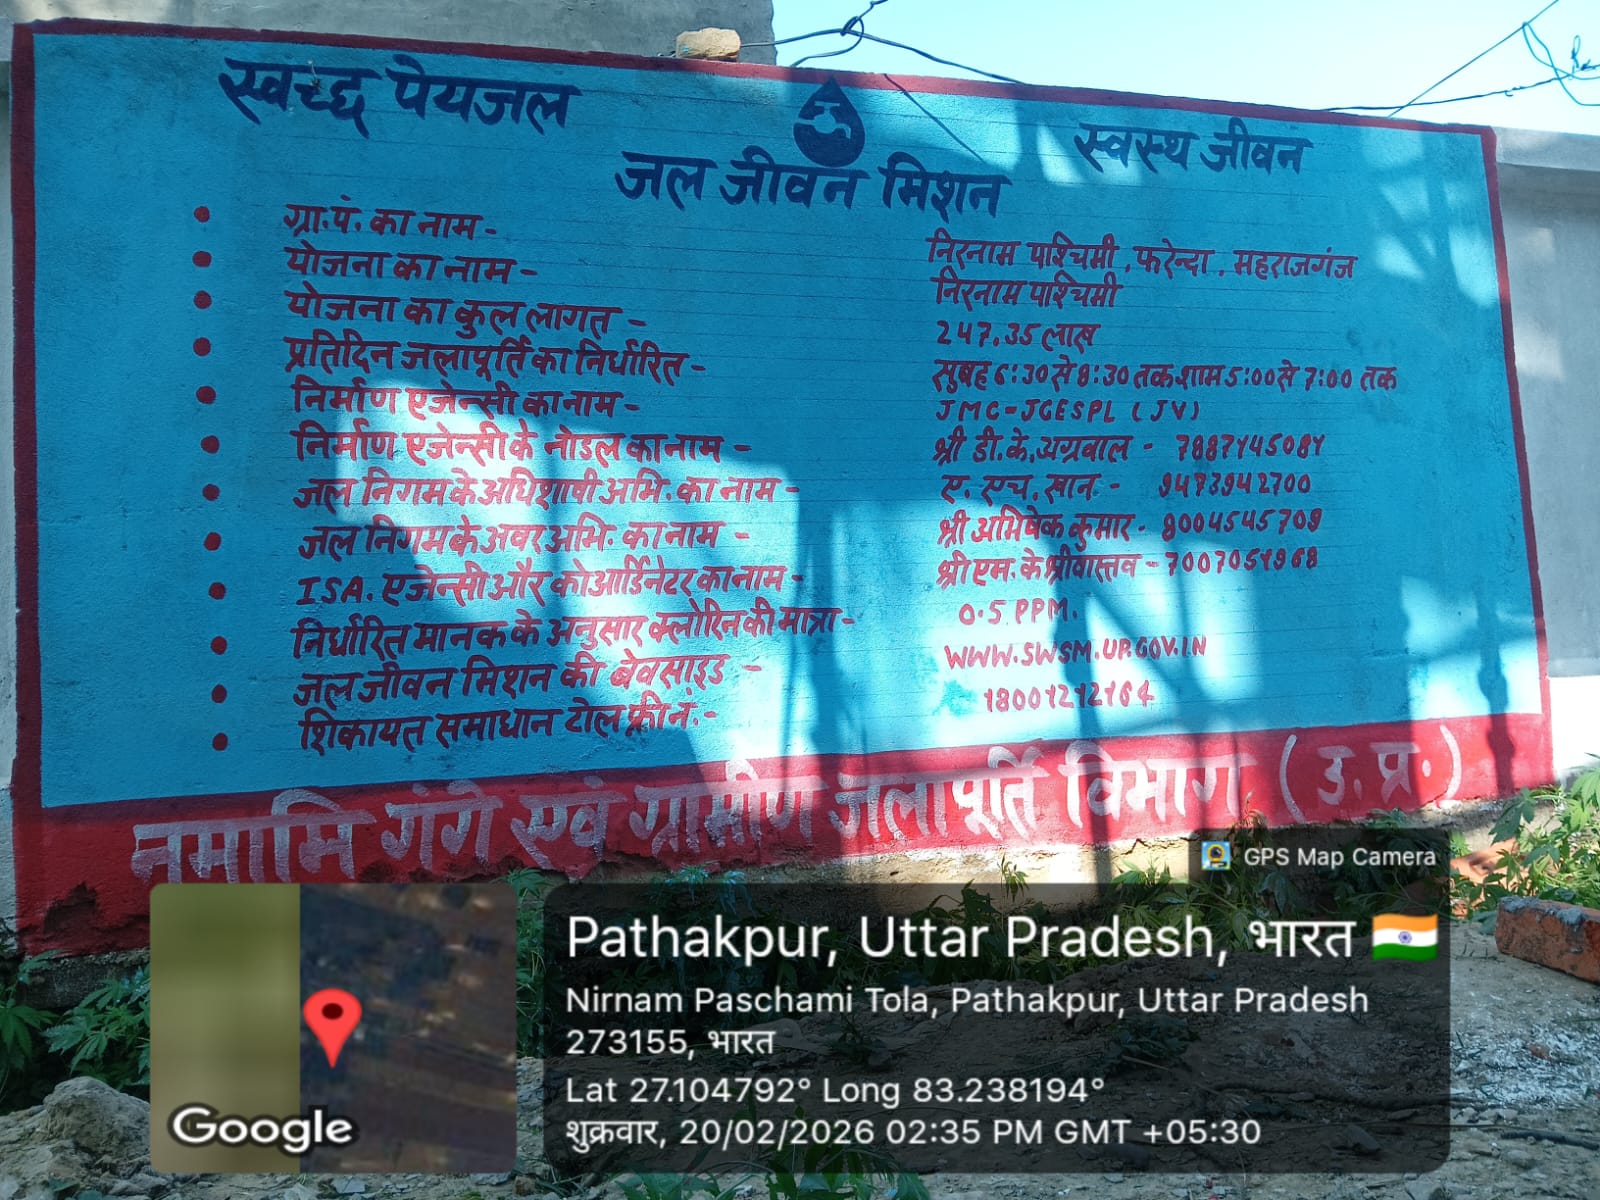 स्वच्छ पेयजल
स्वस्थ जीवन
जल जीवन मिशन
ग्रा.पं. का नाम - निरनाम पाश्चिमी, फरेन्दा, महराजगंज
योजना का नाम - निरनाम पाश्चिमी
योजना का कुल लागत - 247.35 लाख
प्रतिदिन जलापूर्ति का निर्धारित - सुबह 6:30 से 8:30 तक शाम 5:00 से 7:00 तक
निर्माण एजेन्सी का नाम - JMC-JGESPL (JV)
निर्माण एजेन्सी के नोडल का नाम - श्री डी.के. अग्रवाल -
जल निगम के अधिशाषी अभि. का नाम - ए. एच. खान - 9473942700
जल निगम के अवर अभि. का नाम - श्री अभिषेक कुमार - 8004545709
ISA. एजेन्सी और कोआर्डिनेटर का नाम - श्री एम. के श्रीवास्तव -
निर्धारित मानक के अनुसार क्लोरिन की मात्रा - 0.5 PPM.
जल जीवन मिशन की बेवसाइड - WWW.SWSM.UP.GOV.IN
शिकायत समाधान टोल फ्री नं. - 18001212164
नमामि गंगे एवं ग्रामीण जलापूर्ति विभाग (उ.प्र.)
GPS Map Camera
Pathakpur, Uttar Pradesh, भारत
Nirnam Paschami Tola, Pathakpur, Uttar Pradesh
273155, भारत
Lat 27.104792° Long 83.238194°
शुक्रवार, 20/02/2026 02:35 PM GMT +05:30
Google